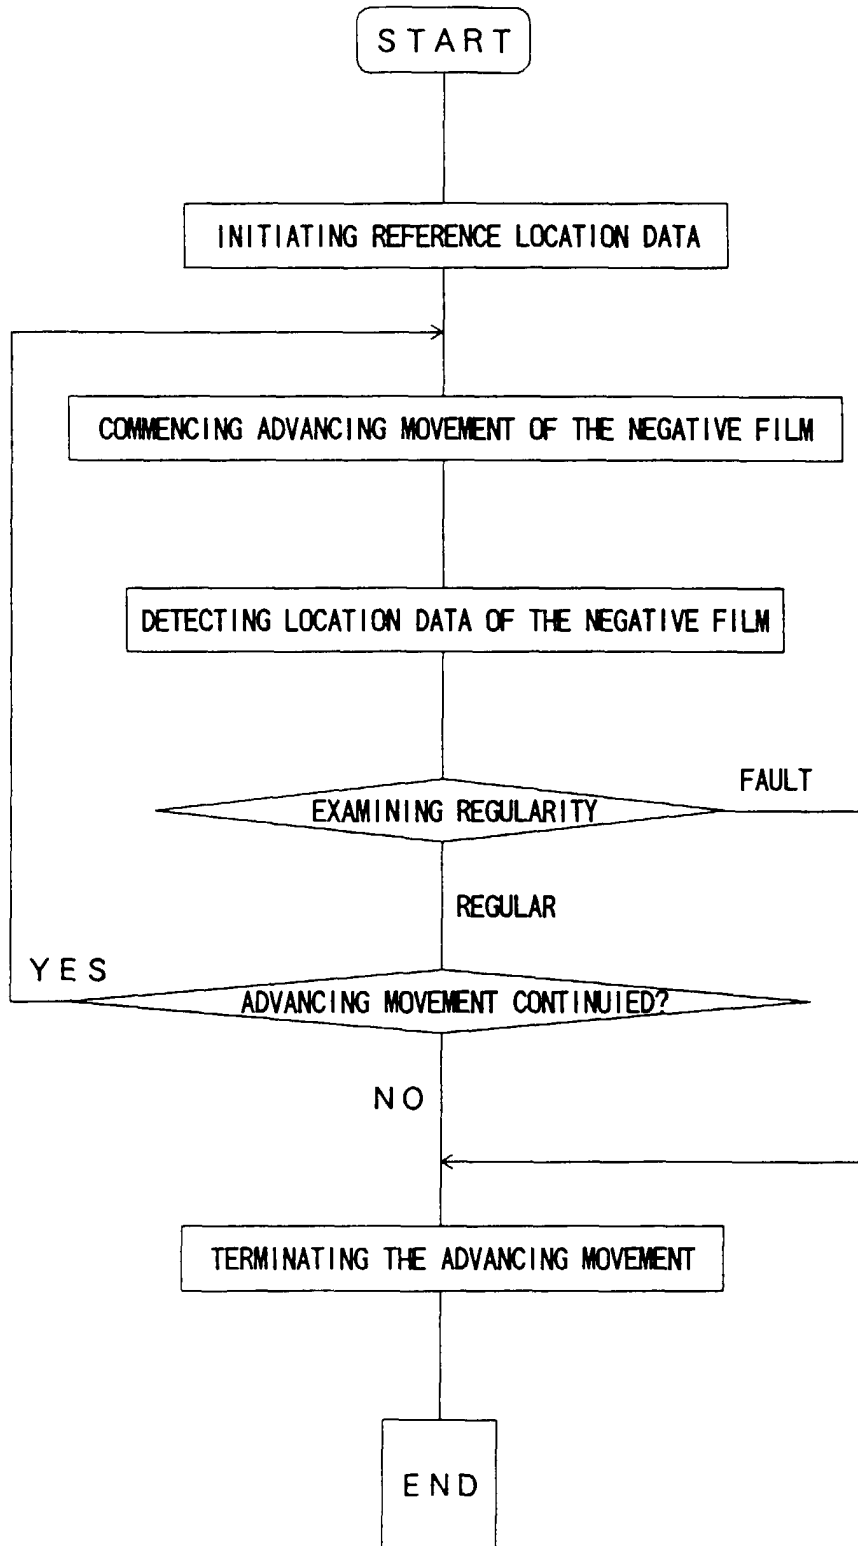 START
INITIATING REFERENCE LOCATION DATA
COMMENCING ADVANCING MOVEMENT OF THE NEGATIVE FILM
DETECTING LOCATION DATA OF THE NEGATIVE FILM
FAULT
EXAMINING REGULARITY
REGULAR
YES
ADVANCING MOVEMENT CONTINUIED?
NO
TERMINATING THE ADVANCING MOVEMENT
END